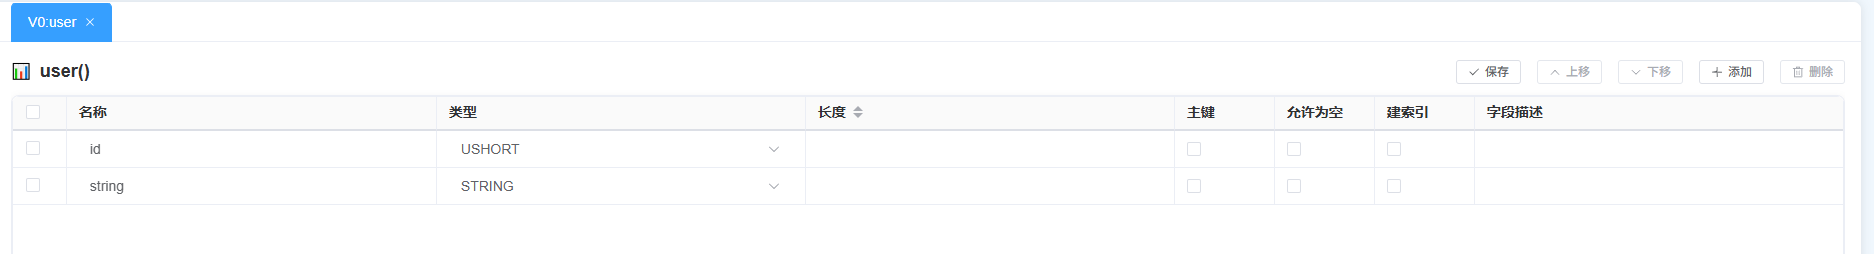 V0:user
user()
保存 上移 下移 添加 删除
名称 类型 长度 主键 允许为空 建索引 字段描述
id USHORT
string STRING